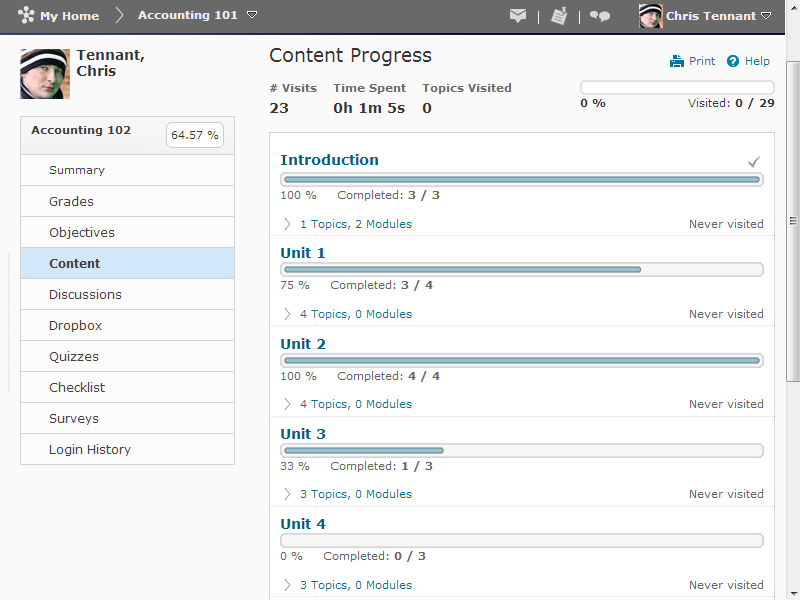 My Home Accounting 101 Chris Tennant
Tennant, Chris
Accounting 102 64.57 %
Summary
Grades
Objectives
Content
Discussions
Dropbox
Quizzes
Checklist
Surveys
Login History
Content Progress
Print Help
# Visits Time Spent Topics Visited
23 0h 1m 5s 0
0 % Visited: 0 / 29
Introduction
100 % Completed: 3 / 3
1 Topics, 2 Modules Never visited
Unit 1
75 % Completed: 3 / 4
4 Topics, 0 Modules Never visited
Unit 2
100 % Completed: 4 / 4
4 Topics, 0 Modules Never visited
Unit 3
33 % Completed: 1 / 3
3 Topics, 0 Modules Never visited
Unit 4
0 % Completed: 0 / 3
3 Topics, 0 Modules Never visited